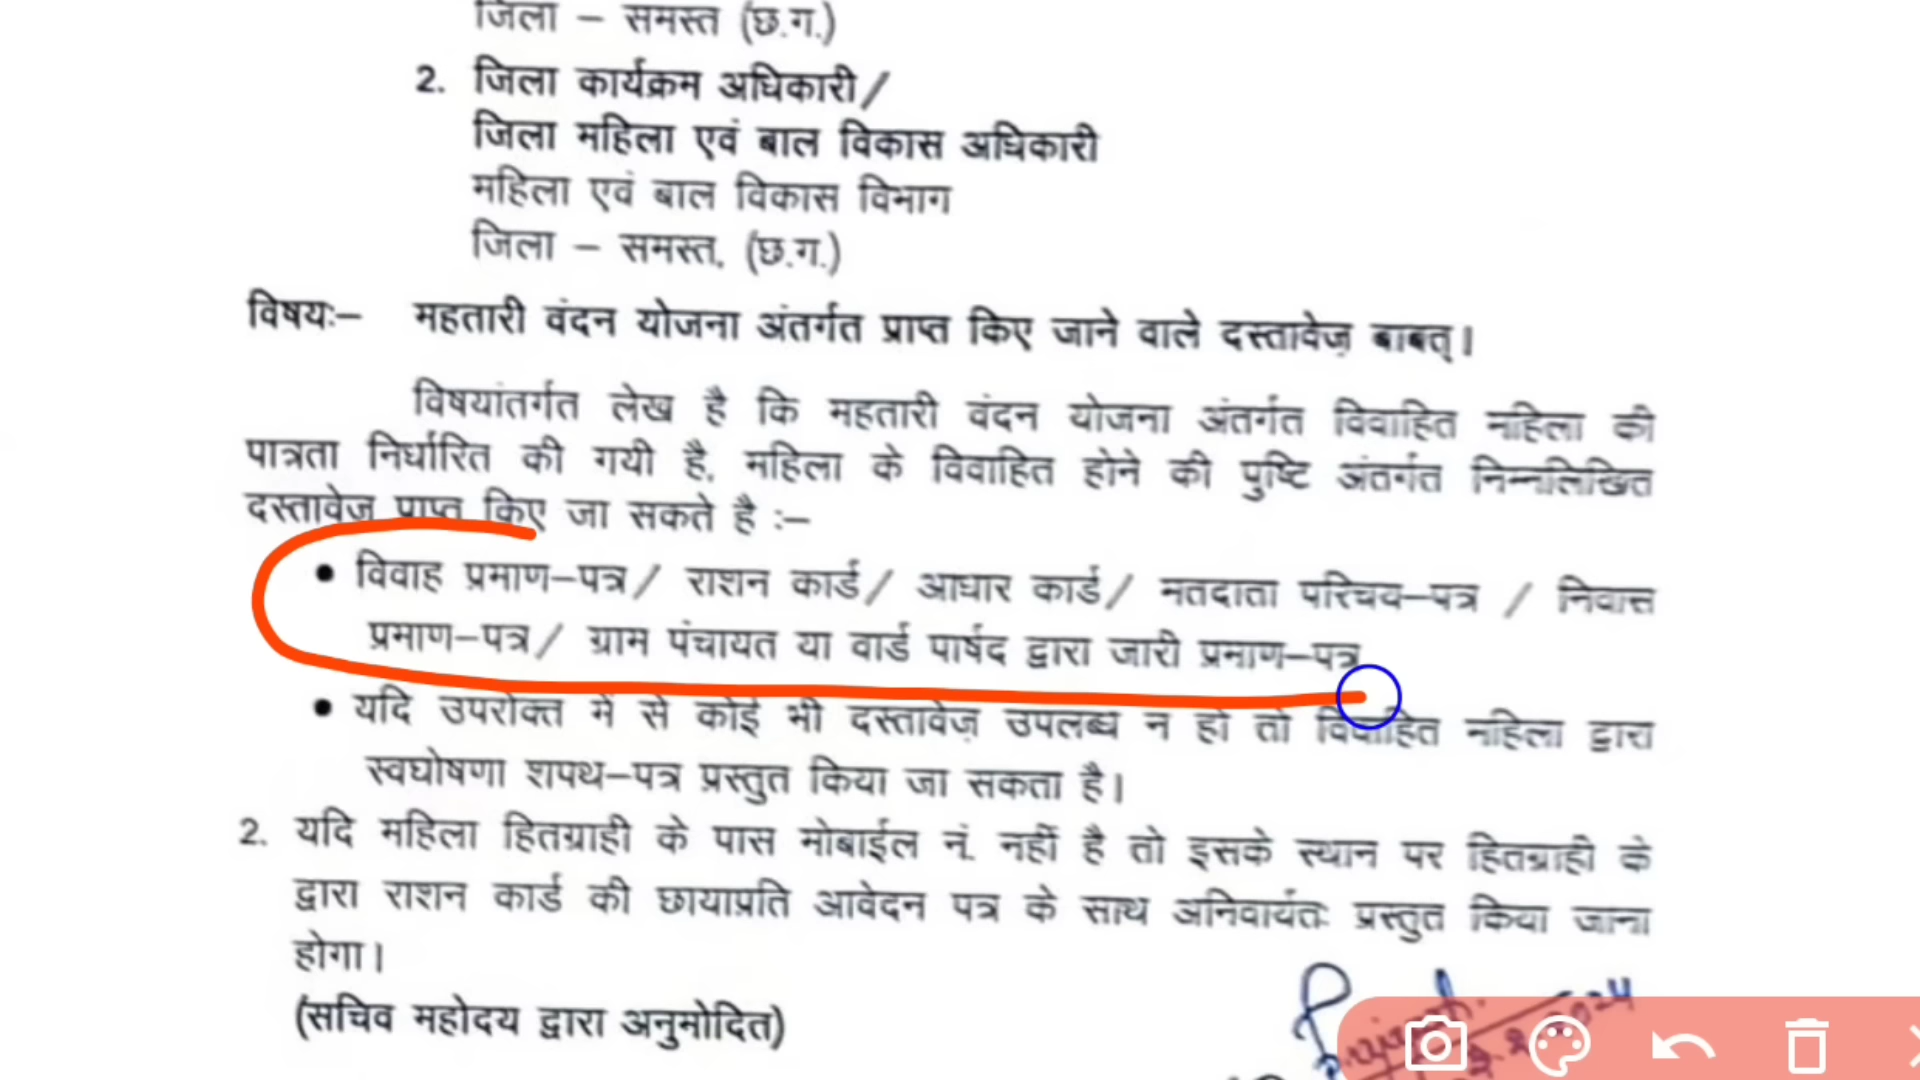 जिला – समस्त (छ.ग.)
2. जिला कार्यक्रम अधिकारी/
जिला महिला एवं बाल विकास अधिकारी
महिला एवं बाल विकास विभाग
जिला – समस्त, (छ.ग.)
विषयः– महतारी वंदन योजना अंतर्गत प्राप्त किए जाने वाले दस्तावेज़ बाबत्।
विषयांतर्गत लेख है कि महतारी वंदन योजना अंतर्गत विवाहित महिला की
पात्रता निर्धारित की गयी है, महिला के विवाहित होने की पुष्टि अंतर्गत निम्नलिखित
दस्तावेज़ प्राप्त किए जा सकते है :–
• विवाह प्रमाण–पत्र/ राशन कार्ड/ आधार कार्ड/ मतदाता परिचय–पत्र / निवास
प्रमाण–पत्र/ ग्राम पंचायत या वार्ड पार्षद द्वारा जारी प्रमाण–पत्र
• यदि उपरोक्त में से कोई भी दस्तावेज़ उपलब्ध न हो तो विवाहित महिला द्वारा
स्वघोषणा शपथ–पत्र प्रस्तुत किया जा सकता है।
2. यदि महिला हितग्राही के पास मोबाईल नं. नहीं है तो इसके स्थान पर हितग्राही के
द्वारा राशन कार्ड की छायाप्रति आवेदन पत्र के साथ अनिवार्यतः प्रस्तुत किया जाना
होगा।
(सचिव महोदय द्वारा अनुमोदित)